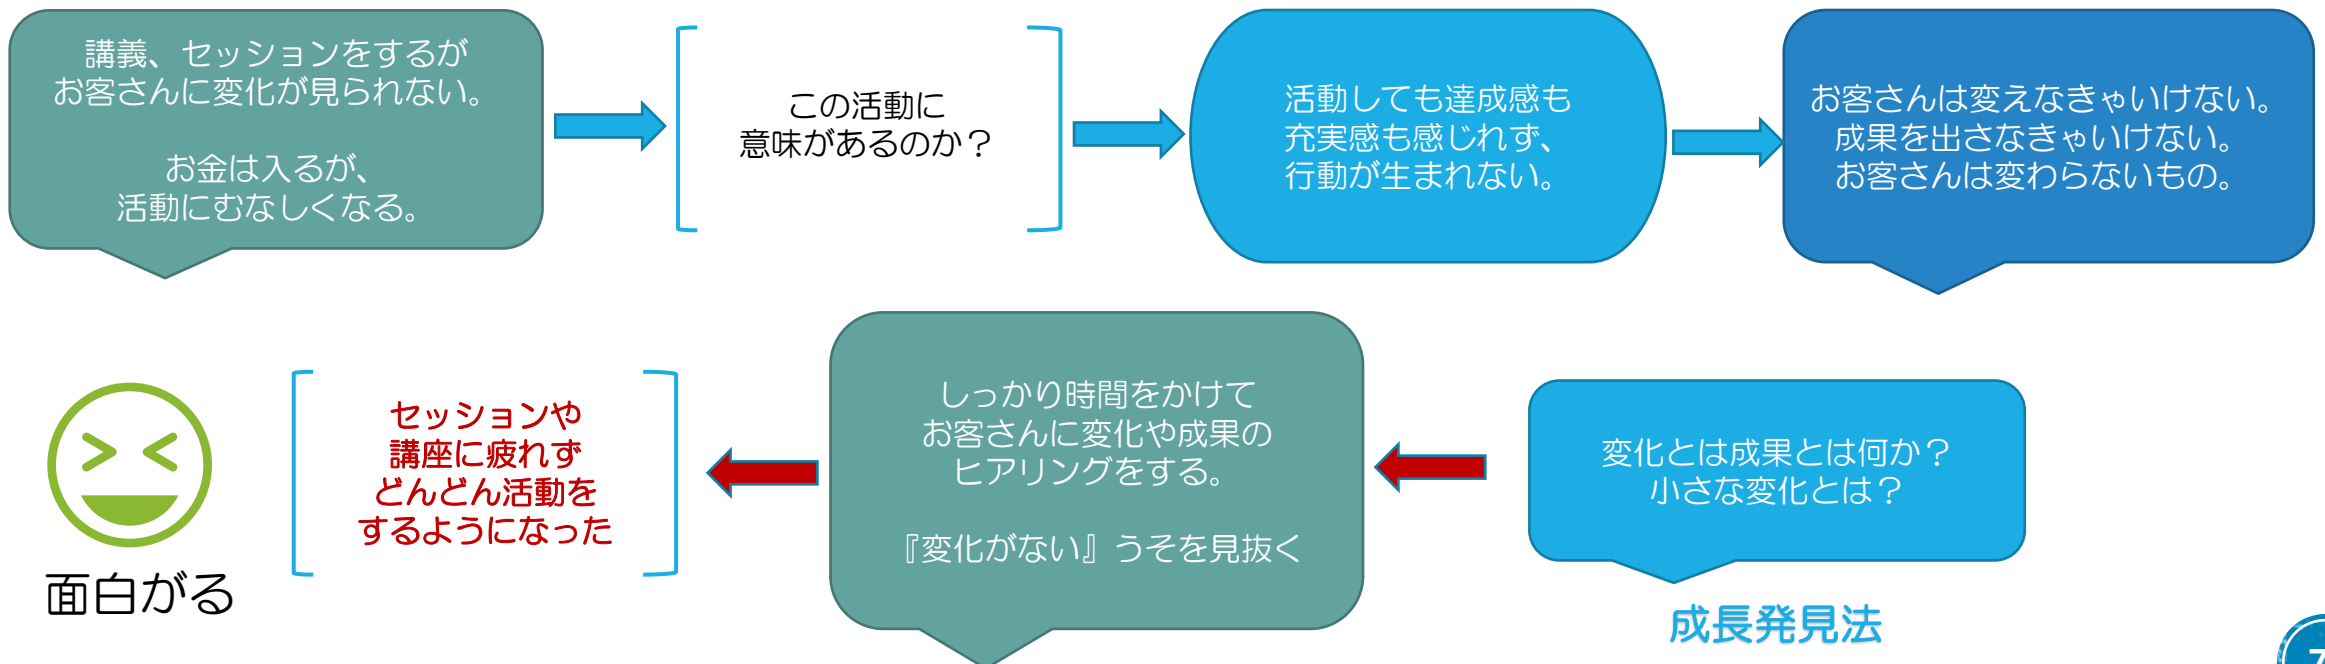 講義、セッションをするが
お客さんに変化が見られない。
お金は入るが、
活動にむなしくなる。
この活動に
意味があるのか？
活動しても達成感も
充実感も感じれず、
行動が生まれない。
お客さんは変えなきゃいけない。
成果を出さなきゃいけない。
お客さんは変わらないもの。
変化とは成果とは何か？
小さな変化とは？
成長発見法
しっかり時間をかけて
お客さんに変化や成果の
ヒアリングをする。
『変化がない』うそを見抜く
セッションや
講座に疲れず
どんどん活動を
するようになった
面白がる